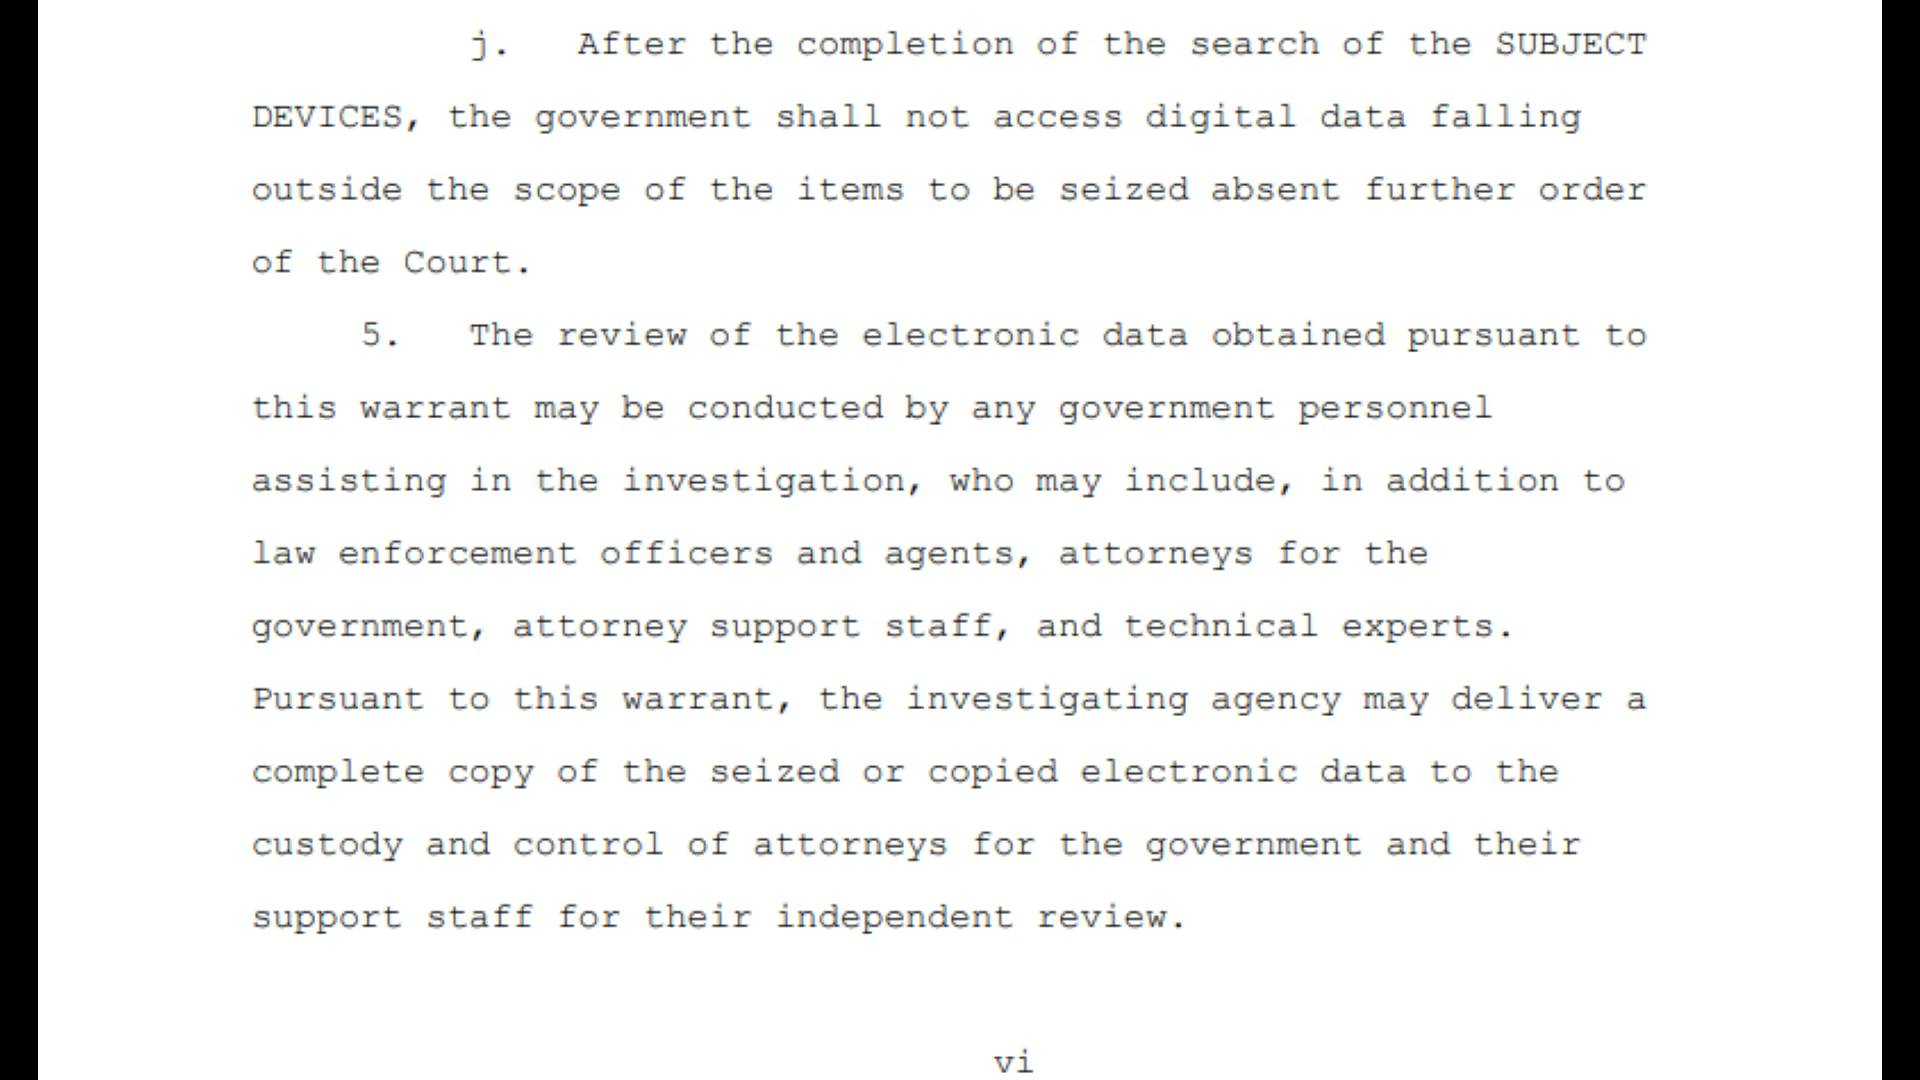 j. After the completion of the search of the SUBJECT
DEVICES, the government shall not access digital data falling
outside the scope of the items to be seized absent further order
of the Court.
5. The review of the electronic data obtained pursuant to
this warrant may be conducted by any government personnel
assisting in the investigation, who may include, in addition to
law enforcement officers and agents, attorneys for the
government, attorney support staff, and technical experts.
Pursuant to this warrant, the investigating agency may deliver a
complete copy of the seized or copied electronic data to the
custody and control of attorneys for the government and their
support staff for their independent review.
vi